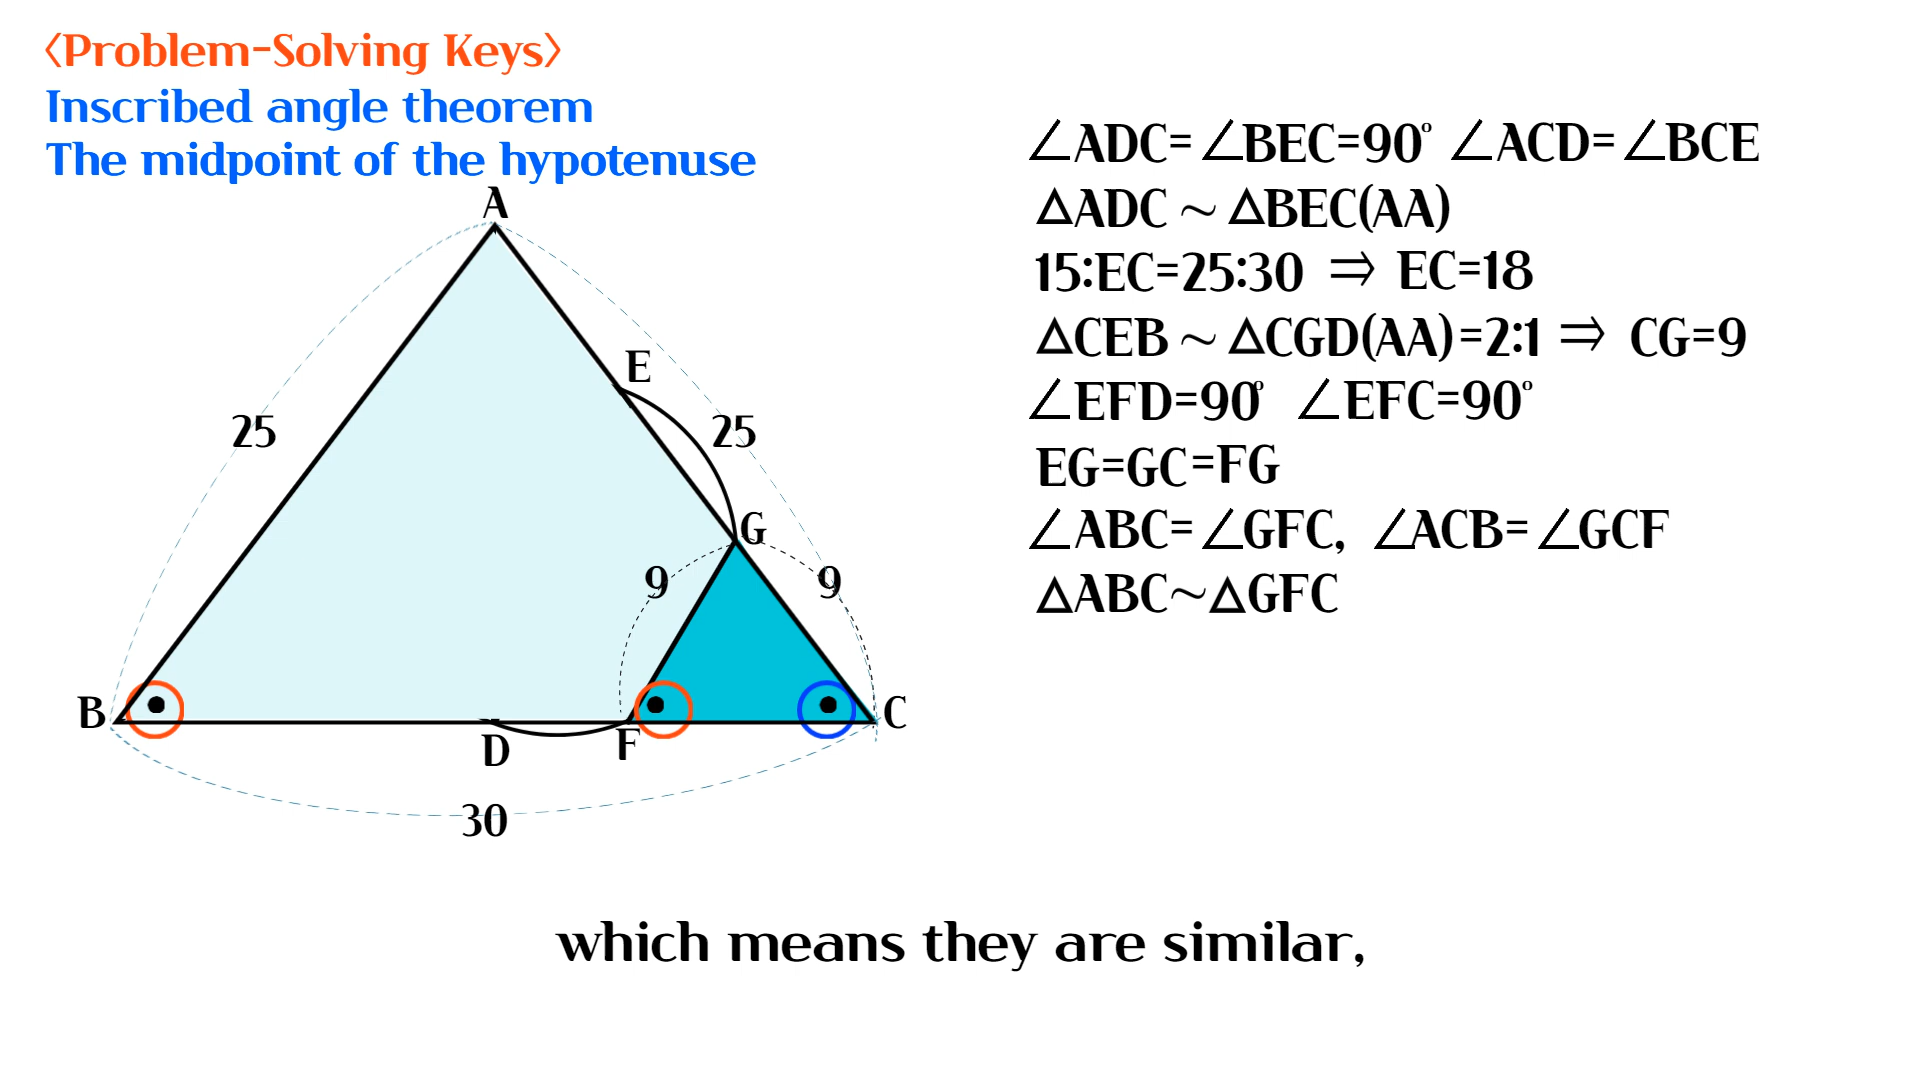 <Problem-Solving Keys>
Inscribed angle theorem
The midpoint of the hypotenuse
∠ADC=∠BEC=90° ∠ACD=∠BCE
△ADC ~ △BEC(AA)
15:EC=25:30 ⇒ EC=18
△CEB ~ △CGD(AA)=2:1 ⇒ CG=9
∠EFD=90° ∠EFC=90°
EG=GC=FG
∠ABC=∠GFC, ∠ACB=∠GCF
△ABC~△GFC
A
E
25
25
G
9
9
B
C
D
F
30
which means they are similar,